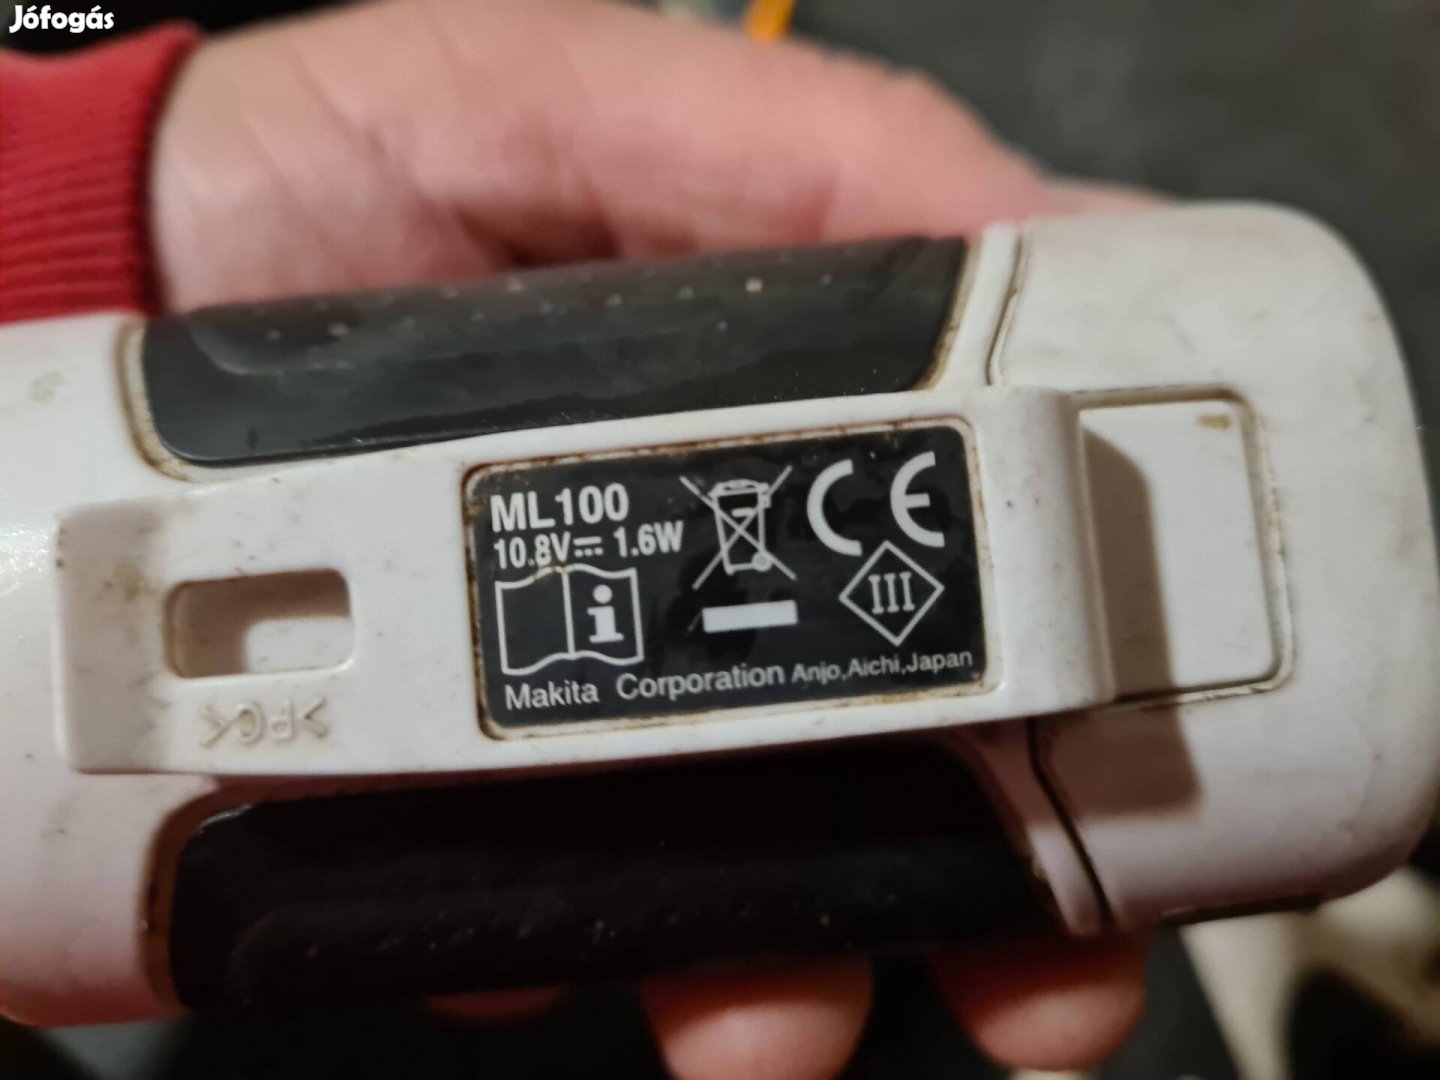 Jófogás
ML100
10.8V⎓ 1.6W
CE
III
Makita Corporation Anjo,Aichi,Japan
>PC<